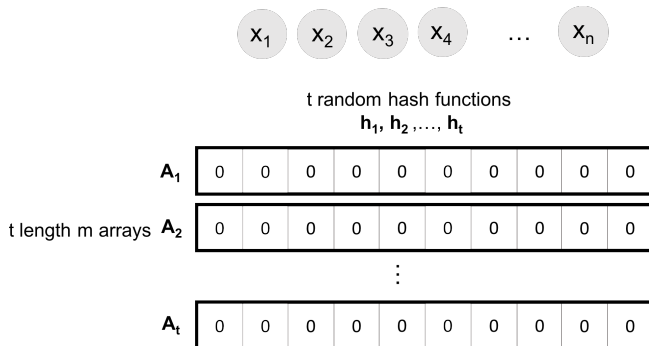 x1 x2 x3 x4 ... xn
t random hash functions
h1, h2 ,..., ht
A1 0 0 0 0 0 0 0 0 0 0
t length m arrays A2 0 0 0 0 0 0 0 0 0 0
⋮
At 0 0 0 0 0 0 0 0 0 0